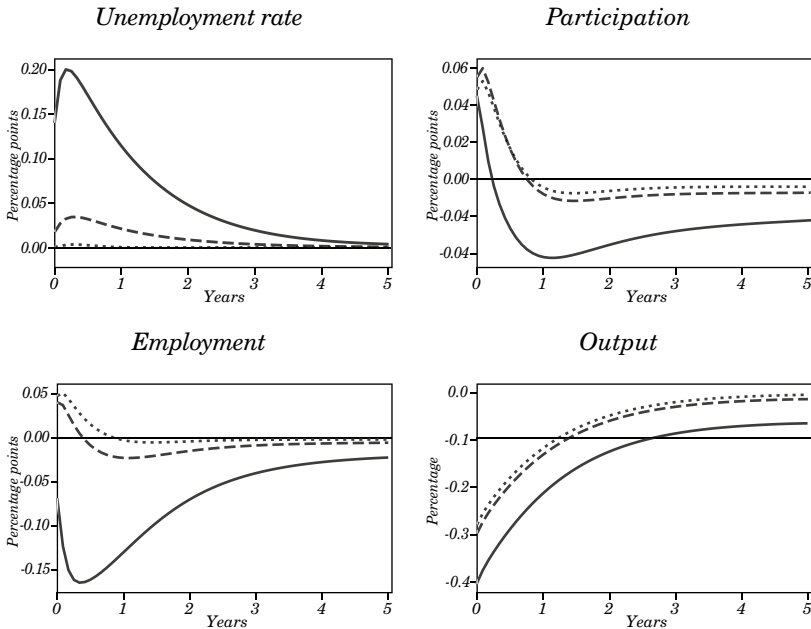 Unemployment rate
Percentage points
0.20
0.15
0.10
0.05
0.00
0 1 2 3 4 5
Years
Participation
Percentage points
0.06
0.04
0.02
0.00
-0.04
-0.04
0 1 2 3 4 5
Years
Employment
Percentage points
0.05
0.00
-0.05
-0.10
-0.15
0 1 2 3 4 5
Years
Output
Percentage
0.0
-0.1
-0.2
-0.3
-0.4
0 1 2 3 4 5
Years